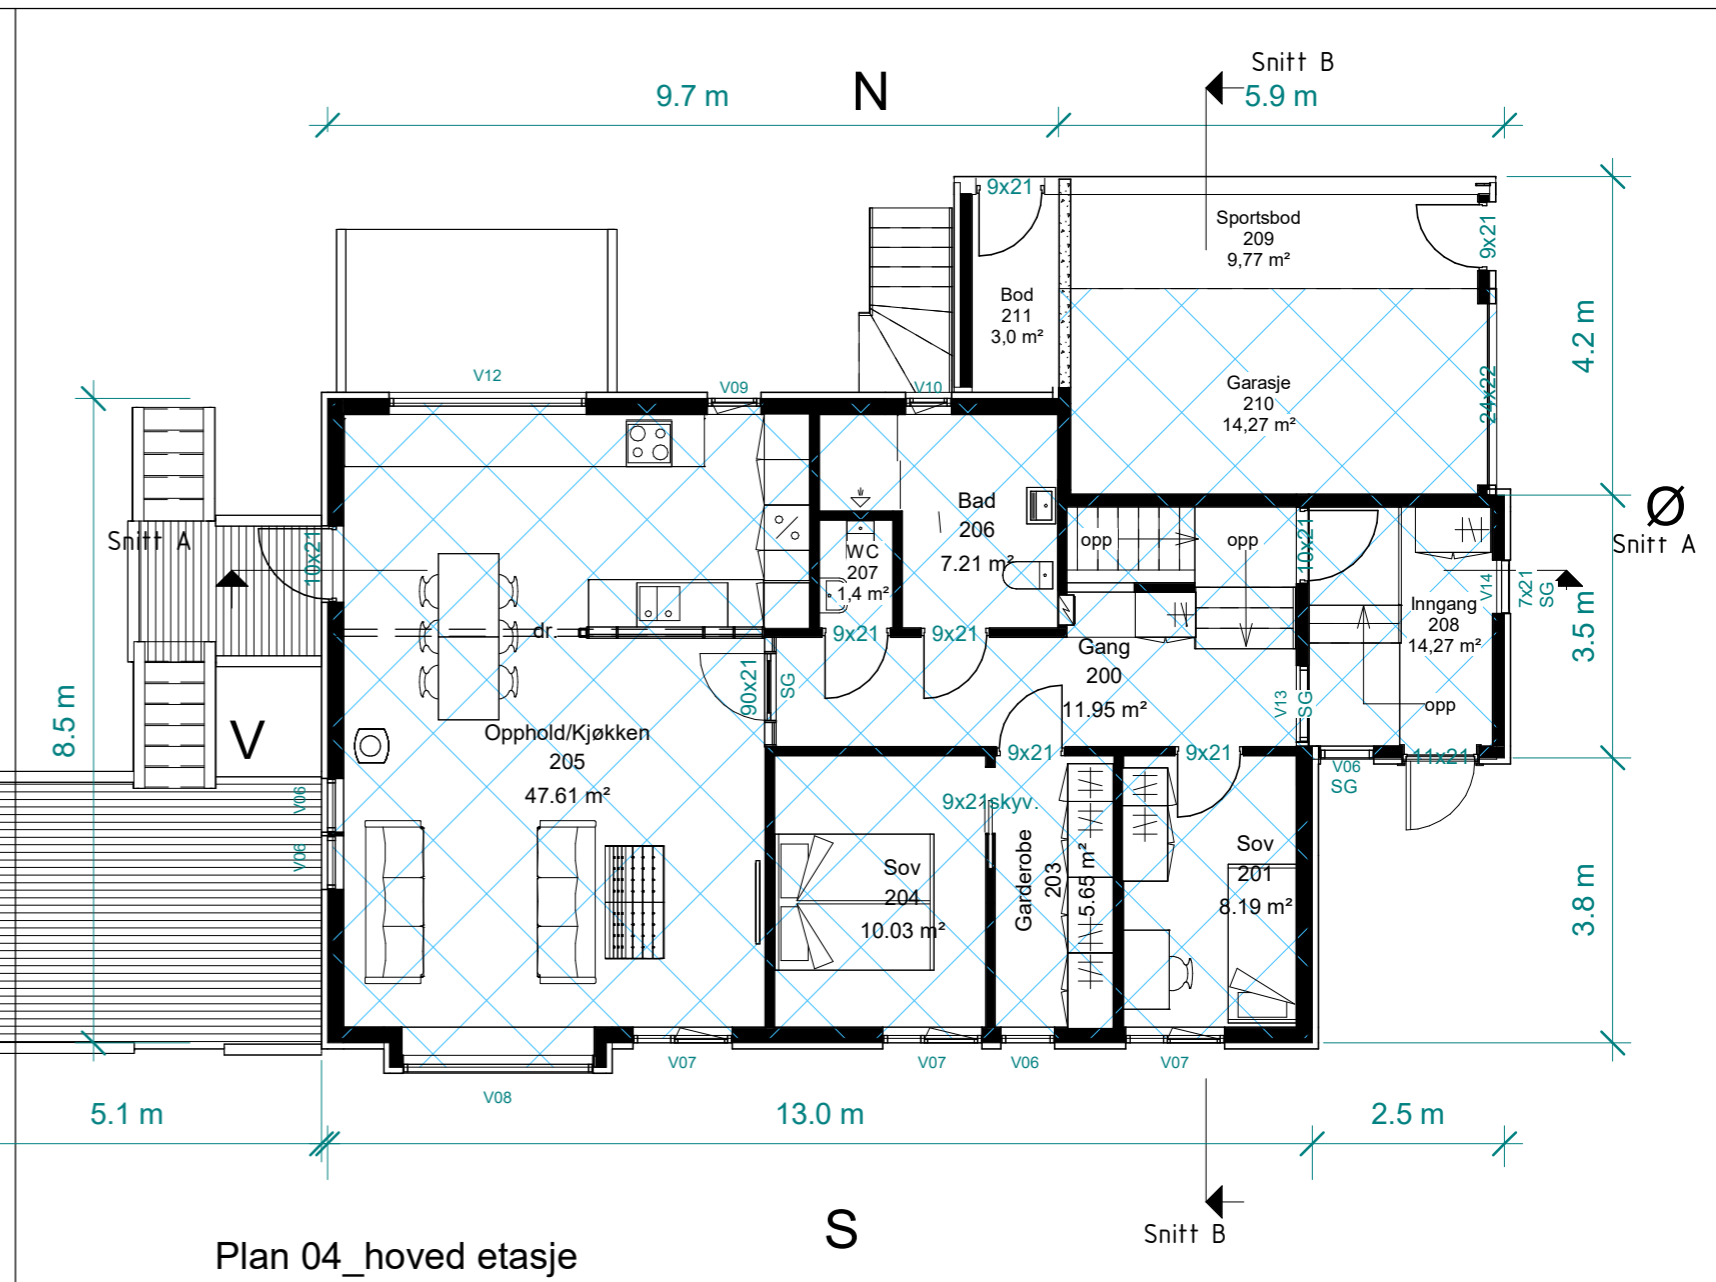 Snitt B
9.7 m
N
5.9 m
9x21
Sportsbod
209
9,77 m²
9x21
Bod
211
3,0 m²
4.2 m
V12
V09
V10
Garasje
210
14,27 m²
24x22
Ø
Snitt A
Snitt A
10x21
Bad
206
7.21 m²
WC
207
1,4 m²
opp
opp
10x21
V14
7x21
SG
Inngang
208
14,27 m²
3.5 m
dr.
9x21
9x21
Gang
200
11.95 m²
90x21
SG
V13
SG
opp
8.5 m
V
Opphold/Kjøkken
205
47.61 m²
9x21
9x21
V06
SG
11x21
V06
V06
9x21skyv.
Sov
204
10.03 m²
Garderobe
203
5.65 m²
Sov
201
8.19 m²
3.8 m
V08
V07
V07
V06
V07
5.1 m
13.0 m
2.5 m
S
Snitt B
Plan 04_hoved etasje